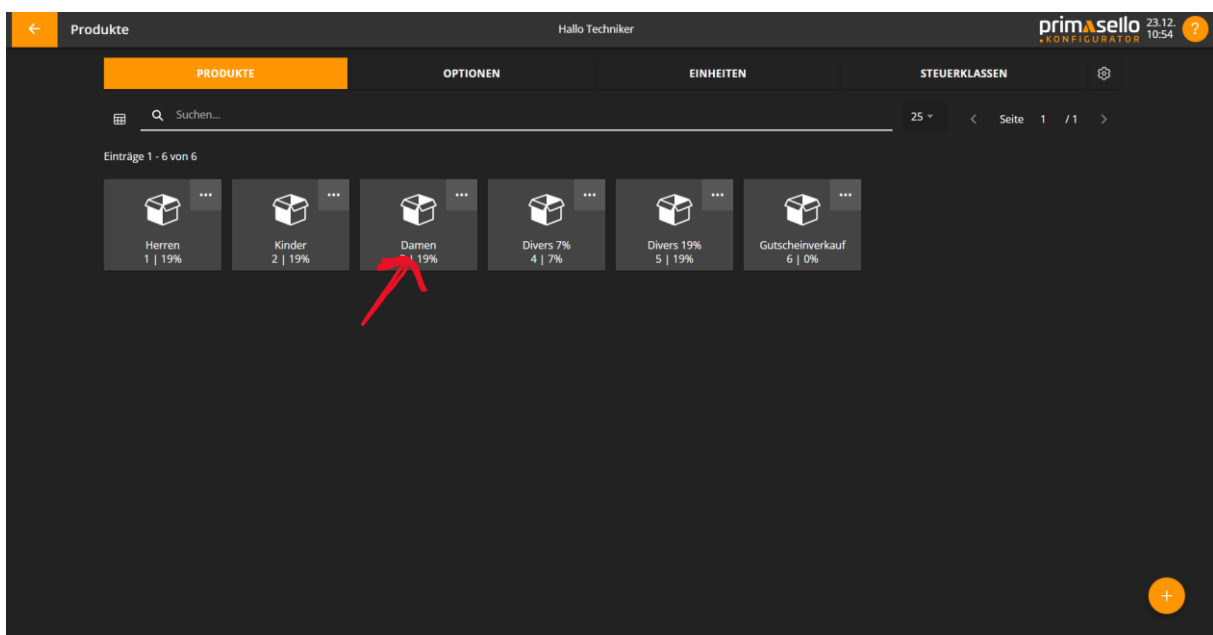 Produkte
Hallo Techniker
primasello
.KONFIGURATOR
23.12.
10:54
?
PRODUKTE
OPTIONEN
EINHEITEN
STEUERKLASSEN
Suchen...
25
Seite 1 / 1
Einträge 1 - 6 von 6
Herren
1 | 19%
Kinder
2 | 19%
Damen
| 19%
Divers 7%
4 | 7%
Divers 19%
5 | 19%
Gutscheinverkauf
6 | 0%